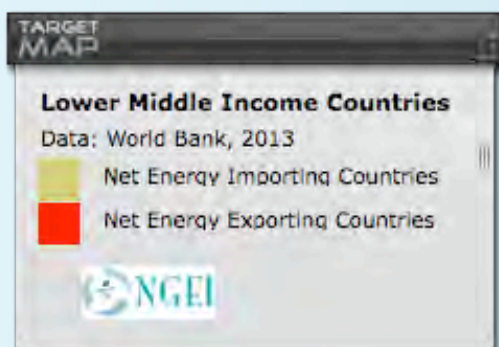 TARGET
MAP
Lower Middle Income Countries
Data: World Bank, 2013
Net Energy Importing Countries
Net Energy Exporting Countries
NGEI